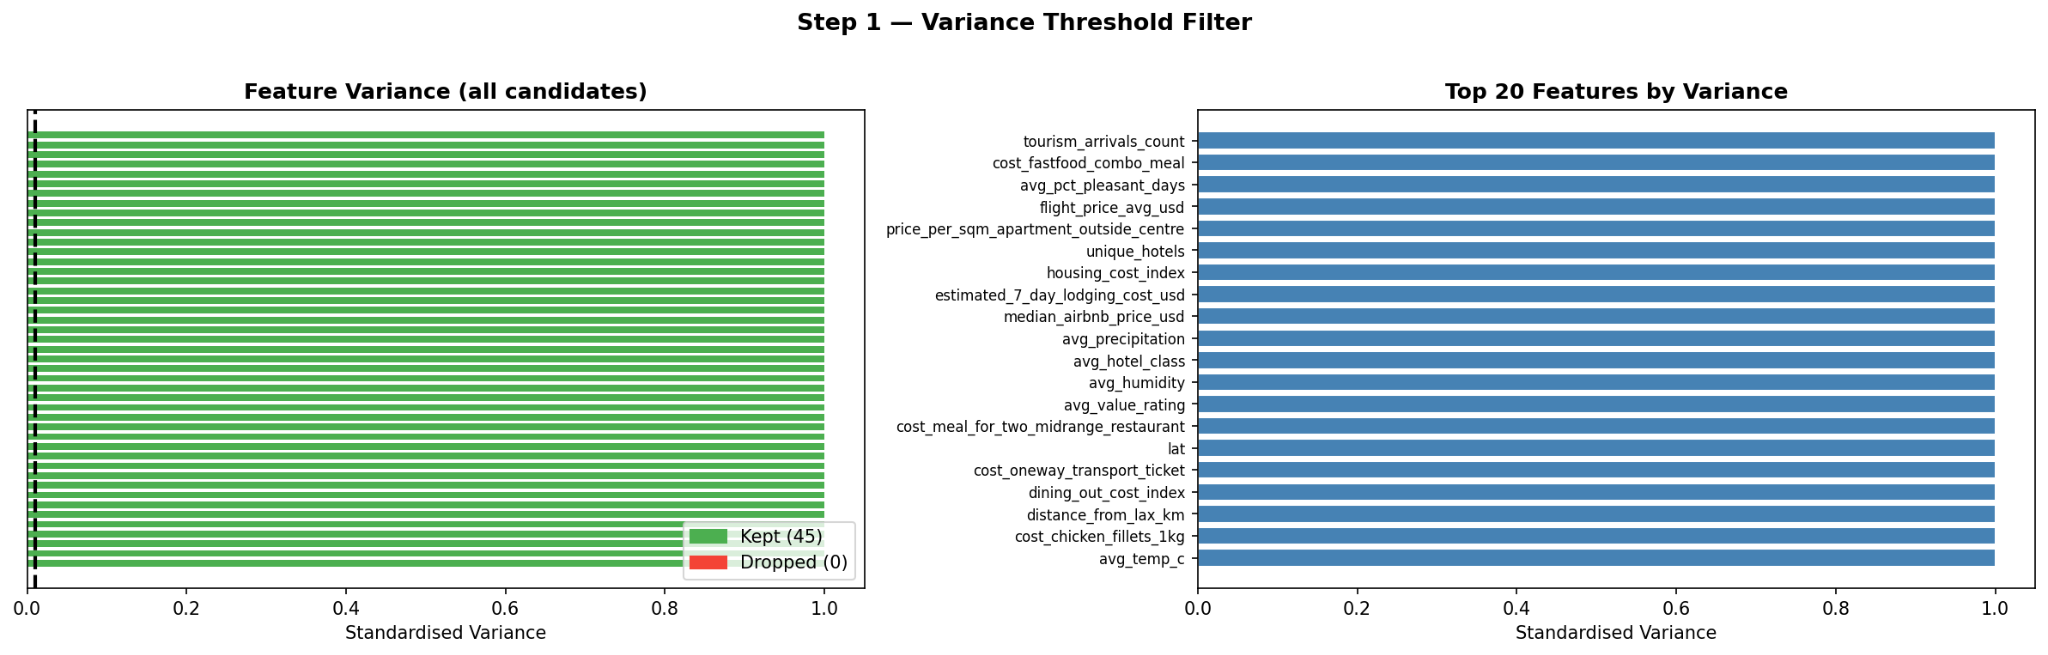 Step 1 — Variance Threshold Filter
Feature Variance (all candidates)
Kept (45)
Dropped (0)
0.0 0.2 0.4 0.6 0.8 1.0
Standardised Variance
Top 20 Features by Variance
tourism_arrivals_count
cost_fastfood_combo_meal
avg_pct_pleasant_days
flight_price_avg_usd
price_per_sqm_apartment_outside_centre
unique_hotels
housing_cost_index
estimated_7_day_lodging_cost_usd
median_airbnb_price_usd
avg_precipitation
avg_hotel_class
avg_humidity
avg_value_rating
cost_meal_for_two_midrange_restaurant
lat
cost_oneway_transport_ticket
dining_out_cost_index
distance_from_lax_km
cost_chicken_fillets_1kg
avg_temp_c
0.0 0.2 0.4 0.6 0.8 1.0
Standardised Variance